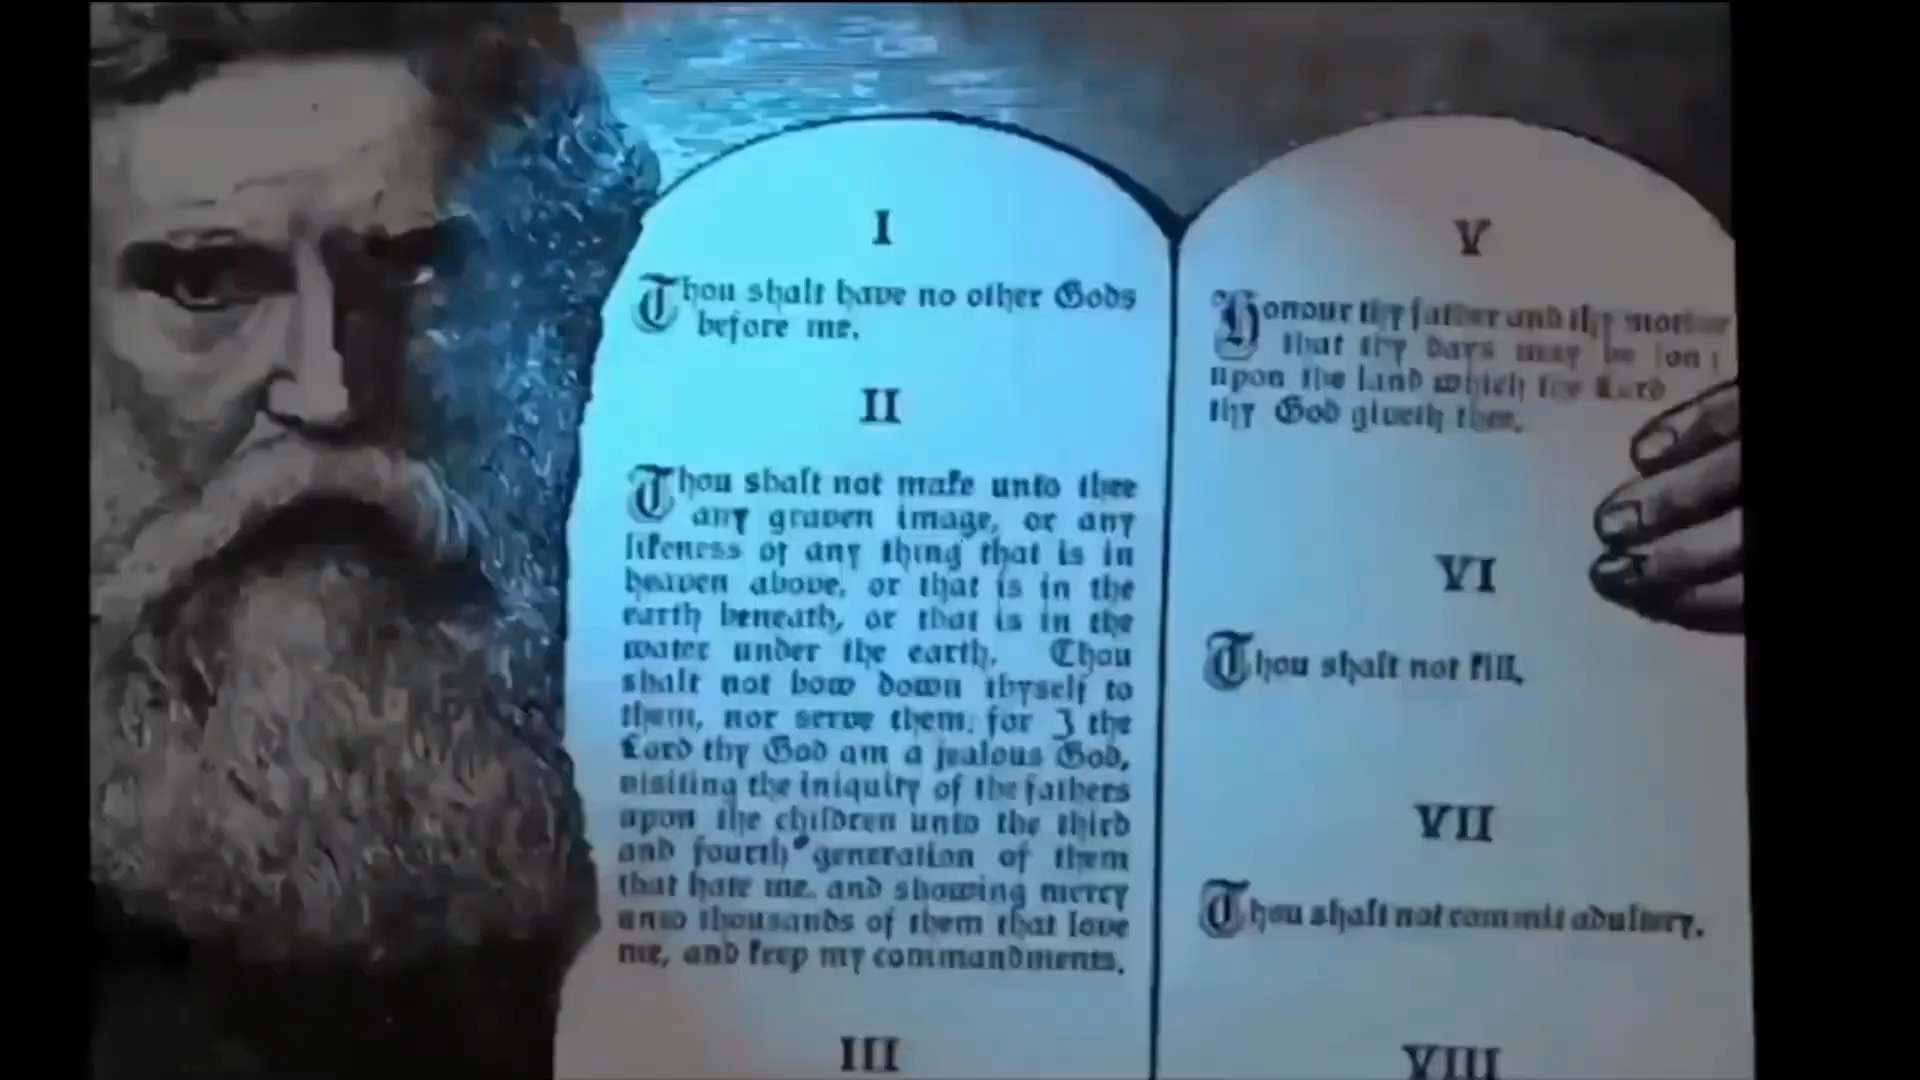 I
Thou shalt have no other Gods
before me.
II
Thou shalt not make unto thee
any graven image, or any
likeness of any thing that is in
heaven above, or that is in the
earth beneath, or that is in the
water under the earth. Thou
shalt not bow down thyself to
them, nor serve them: for I the
Lord thy God am a jealous God,
visiting the iniquity of the fathers
upon the children unto the third
and fourth generation of them
that hate me, and showing mercy
unto thousands of them that love
me, and keep my commandments.
III
V
Honour thy father and thy mother
that thy days may be long
upon the land which the Lord
thy God giveth thee.
VI
Thou shalt not kill.
VII
Thou shalt not commit adultery.
VIII